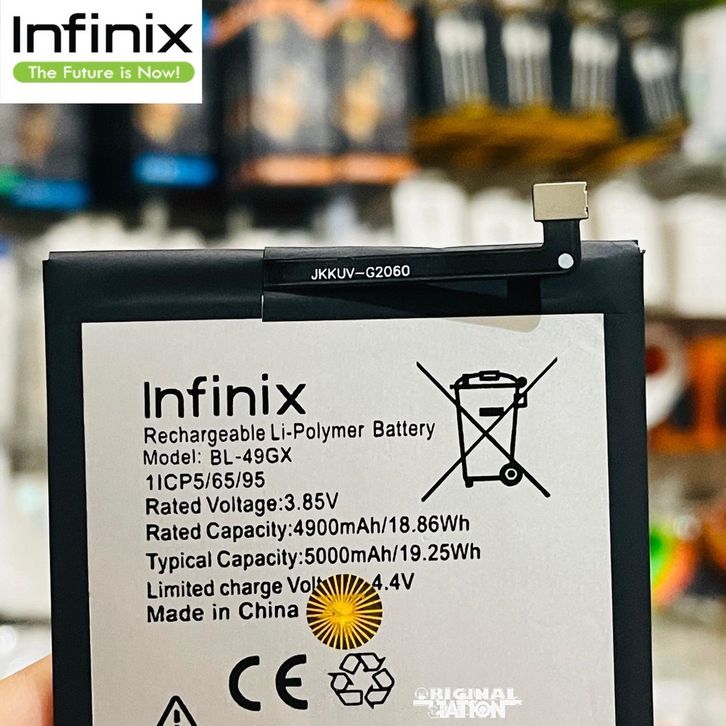 Infinix
The Future is Now!
JKKUV-G2060
Infinix
Rechargeable Li-Polymer Battery
Model: BL-49GX
1ICP5/65/95
Rated Voltage:3.85V
Rated Capacity:4900mAh/18.86Wh
Typical Capacity:5000mAh/19.25Wh
Limited charge Voltage:4.4V
Made in China
CE
ORIGINAL
STATION